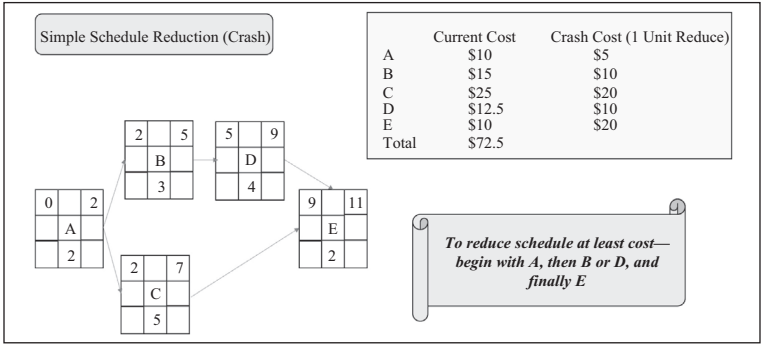 Simple Schedule Reduction (Crash)
Current Cost Crash Cost (1 Unit Reduce)
A $10 $5
B $15 $10
C $25 $20
D $12.5 $10
E $10 $20
Total $72.5
2 5
B
3
5 9
D
4
0 2
A
2
9 11
E
2
2 7
C
5
To reduce schedule at least cost—
begin with A, then B or D, and
finally E